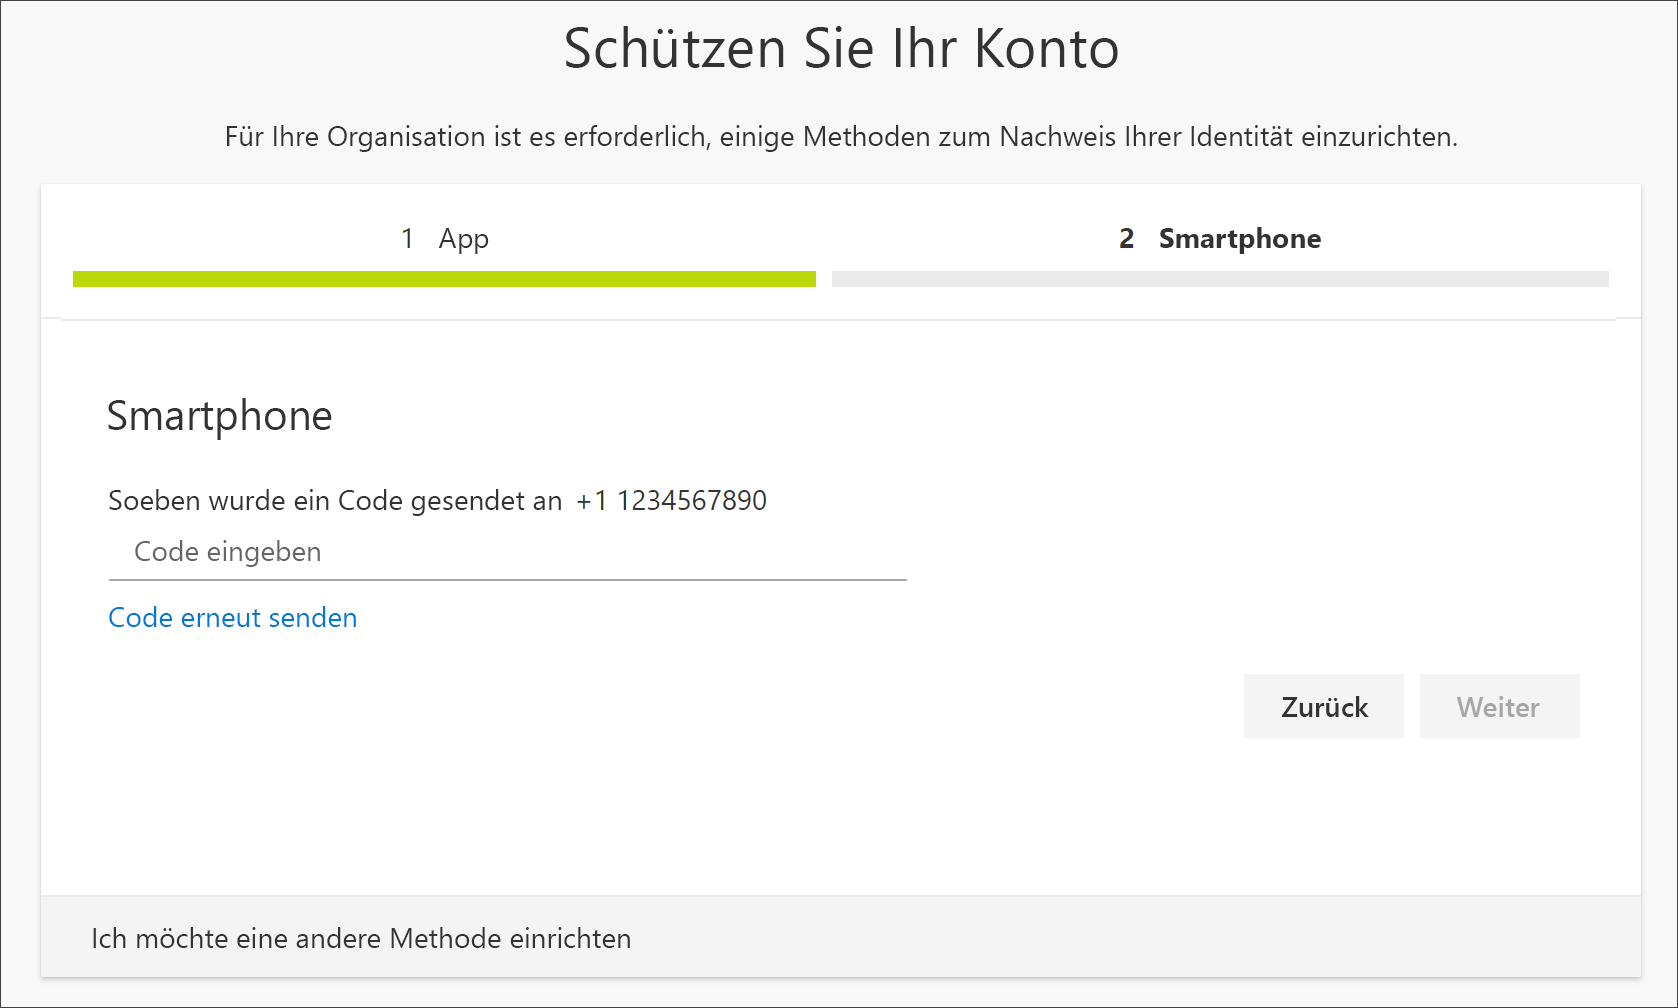 Schützen Sie Ihr Konto
Für Ihre Organisation ist es erforderlich, einige Methoden zum Nachweis Ihrer Identität einzurichten.
1 App
2 Smartphone
Smartphone
Soeben wurde ein Code gesendet an +1 1234567890
Code eingeben
Code erneut senden
Zurück
Weiter
Ich möchte eine andere Methode einrichten